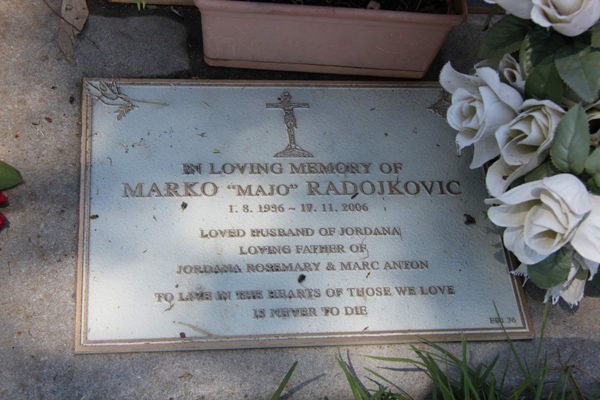 IN LOVING MEMORY OF
MARKO "MAJO" RADOJKOVIC
1. 8. 1936 – 17. 11. 2006
LOVED HUSBAND OF JORDANA
LOVING FATHER OF
JORDANA ROSEMARY & MARC ANTON
TO LIVE IN THE HEARTS OF THOSE WE LOVE
IS NEVER TO DIE